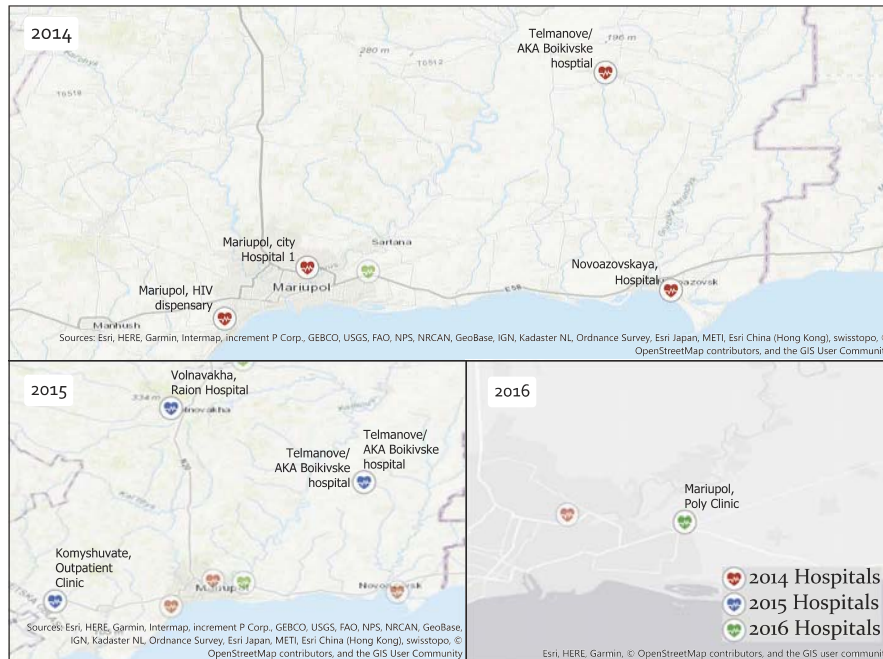 2014
Telmanove/
AKA Boikivske
hosptial
196 m
280 m
T0512
T0518
Mariupol, city
Hospital 1
Sartana
Mariupol
Mariupol, HIV
dispensary
Manhush
Novoazovskaya,
Hospital
E58
Sources: Esri, HERE, Garmin, Intermap, increment P Corp., GEBCO, USGS, FAO, NPS, NRCAN, GeoBase, IGN, Kadaster NL, Ordnance Survey, Esri Japan, METI, Esri China (Hong Kong), swisstopo, ©
OpenStreetMap contributors, and the GIS User Communit
2015
Volnavakha,
Raion Hospital
334 m
Telmanove/
AKA Boikivske
hospital
Telmanove/
AKA Boikivske
hospital
Komyshuvate,
Outpatient
Clinic
Sources: Esri, HERE, Garmin, Intermap, increment P Corp., GEBCO, USGS, FAO, NPS, NRCAN, GeoBase,
IGN, Kadaster NL, Ordnance Survey, Esri Japan, METI, Esri China (Hong Kong), swisstopo, ©
OpenStreetMap contributors, and the GIS user Community
2016
Mariupol,
Poly Clinic
2014 Hospitals
2015 Hospitals
2016 Hospitals
Esri, HERE, Garmin, © OpenStreetMap contributors, and the GIS user communit